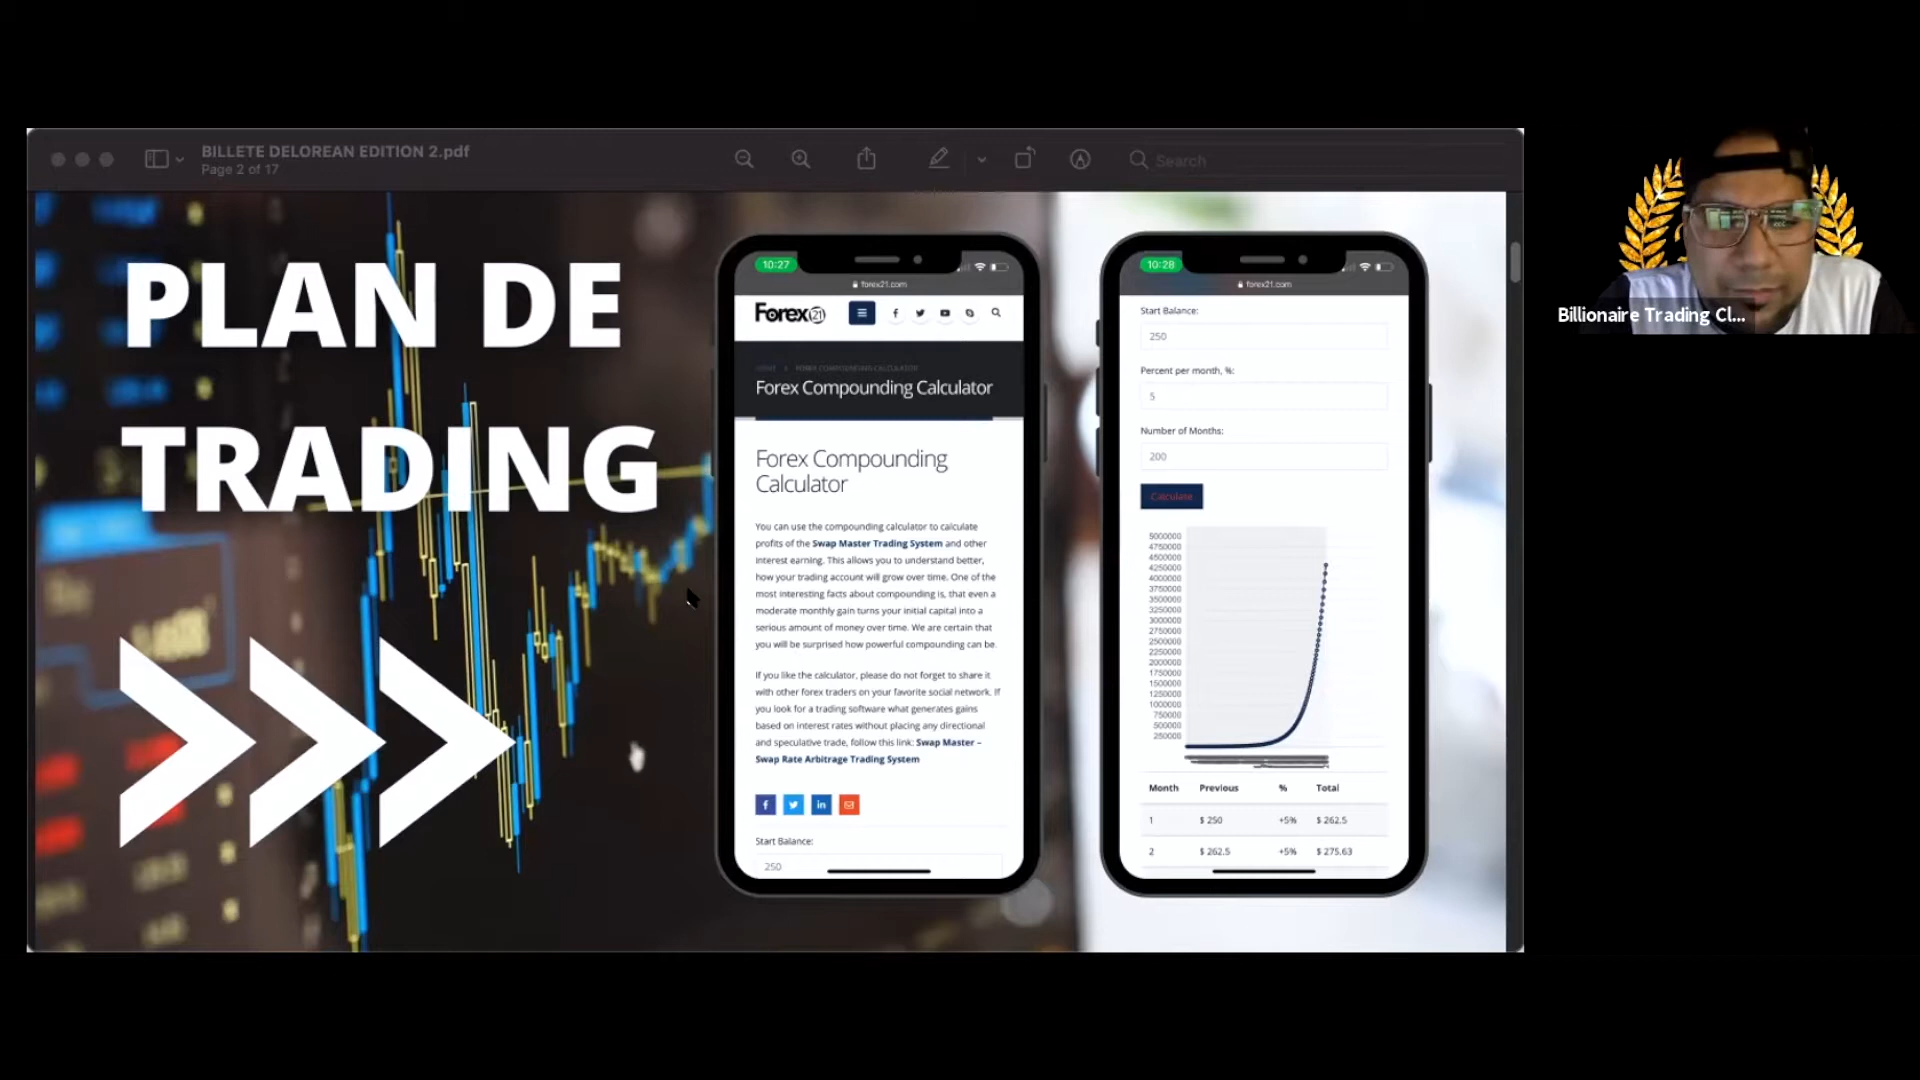 BILLETE DELOREAN EDITION 2.pdf
Page 2 of 17
Search
PLAN DE
TRADING
10:27
forex21.com
Forex21
HOME > FOREX COMPOUNDING CALCULATOR
Forex Compounding Calculator
Forex Compounding
Calculator
You can use the compounding calculator to calculate
profits of the Swap Master Trading System and other
interest earning. This allows you to understand better,
how your trading account will grow over time. One of the
most interesting facts about compounding is, that even a
moderate monthly gain turns your initial capital into a
serious amount of money over time. We are certain that
you will be surprised how powerful compounding can be.
If you like the calculator, please do not forget to share it
with other forex traders on your favorite social network. If
you look for a trading software what generates gains
based on interest rates without placing any directional
and speculative trade, follow this link: Swap Master –
Swap Rate Arbitrage Trading System
Start Balance:
250
10:28
forex21.com
Start Balance:
250
Percent per month, %:
5
Number of Months:
200
Calculate
5000000
4750000
4500000
4250000
4000000
3750000
3500000
3250000
3000000
2750000
2500000
2250000
2000000
1750000
1500000
1250000
1000000
750000
500000
250000
Month Previous % Total
1 $ 250 +5% $ 262.5
2 $ 262.5 +5% $ 275.63
Billionaire Trading Cl...